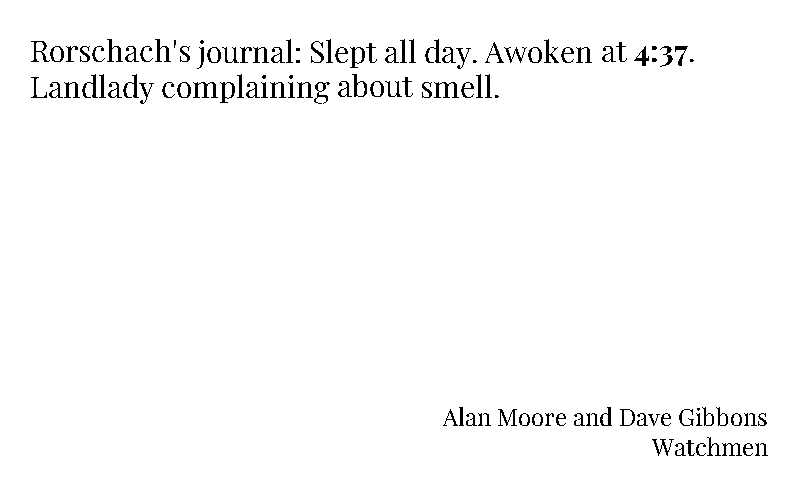 Rorschach's journal: Slept all day. Awoken at 4:37.
Landlady complaining about smell.
Alan Moore and Dave Gibbons
Watchmen